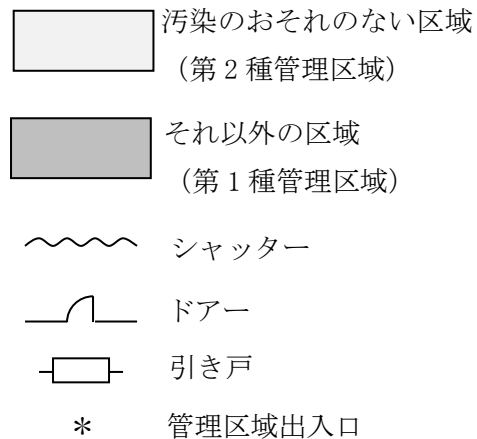 汚染のおそれのない区域
（第２種管理区域）
それ以外の区域
（第１種管理区域）
シャッター
ドアー
引き戸
＊ 管理区域出入口